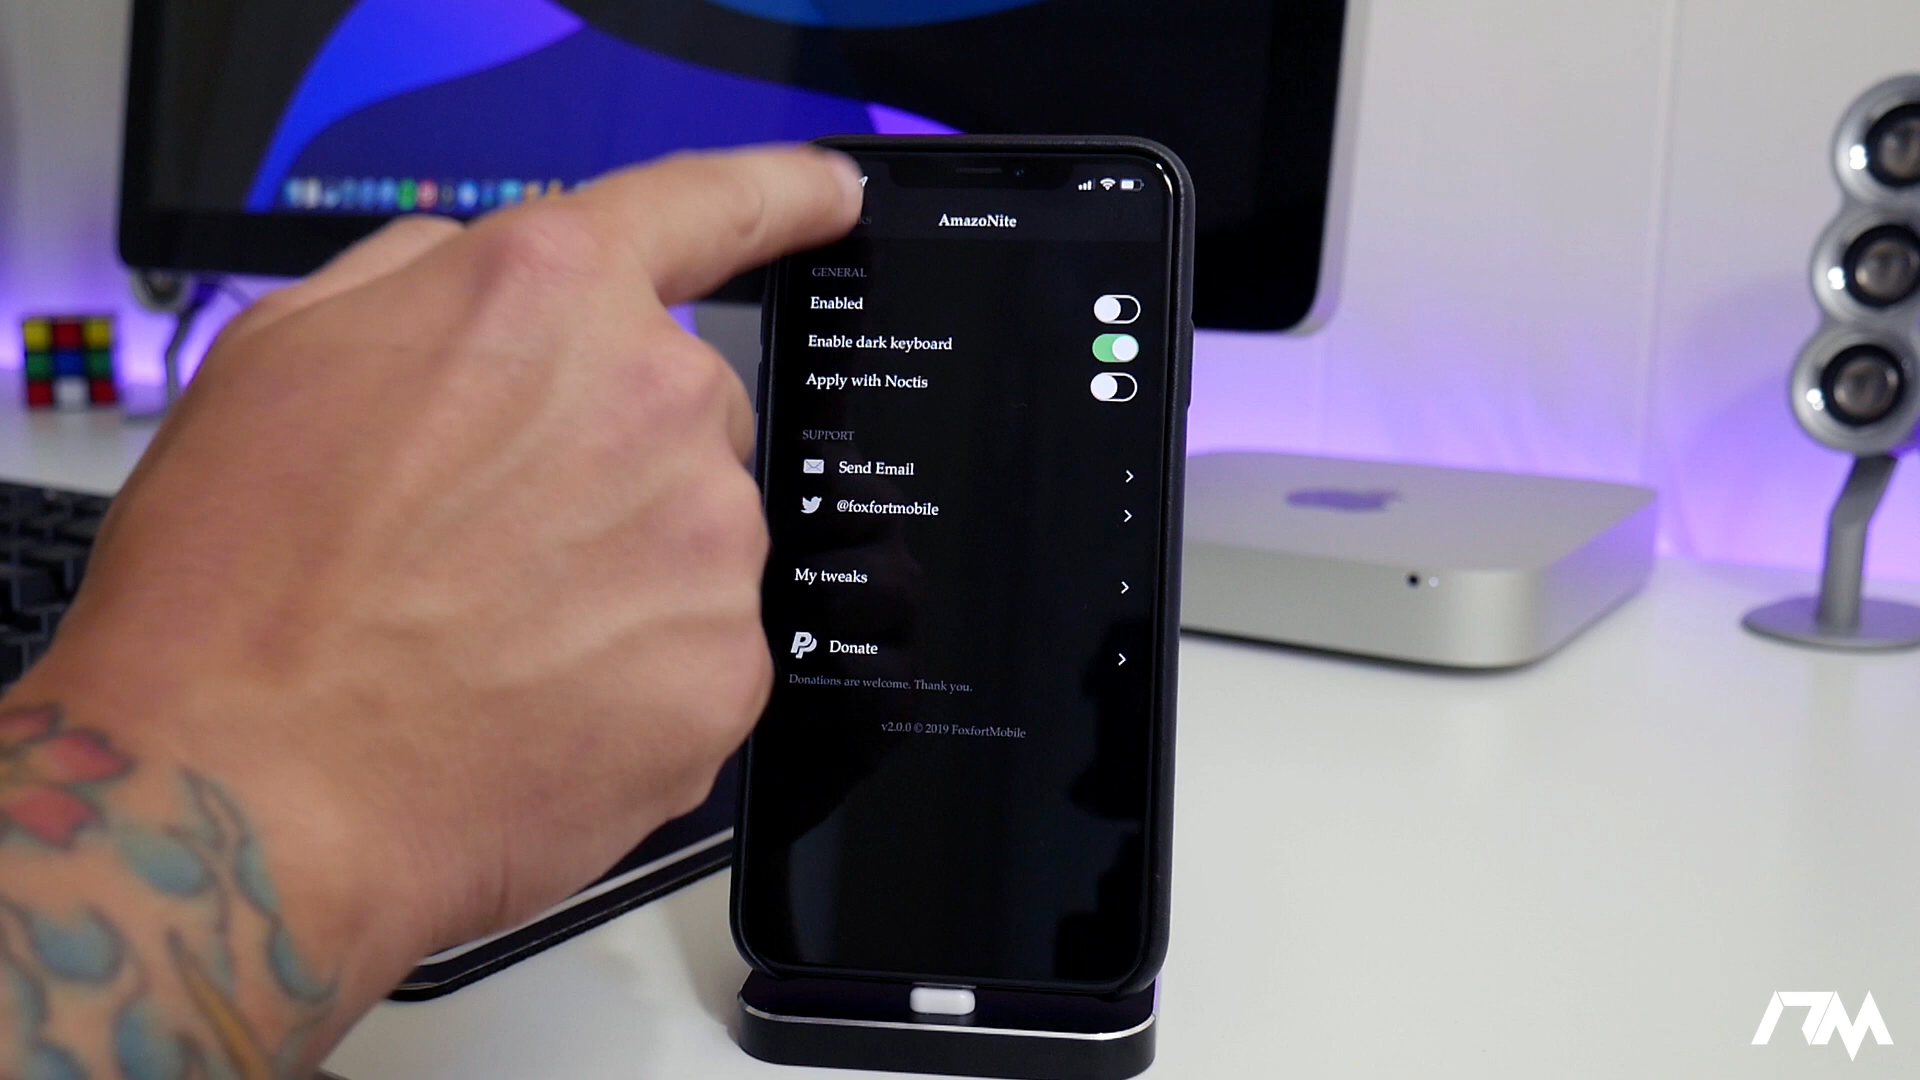 AmazoNite
GENERAL
Enabled
Enable dark keyboard
Apply with Noctis
SUPPORT
Send Email
@foxfortmobile
My tweaks
Donate
Donations are welcome. Thank you.
v2.0.0 © 2019 FoxfortMobile